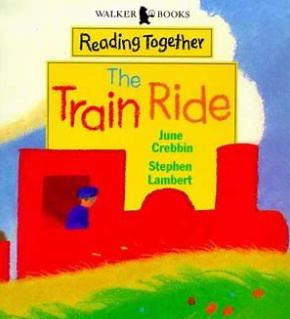 WALKER BOOKS
Reading Together
The
Train Ride
June
Crebbin
Stephen
Lambert